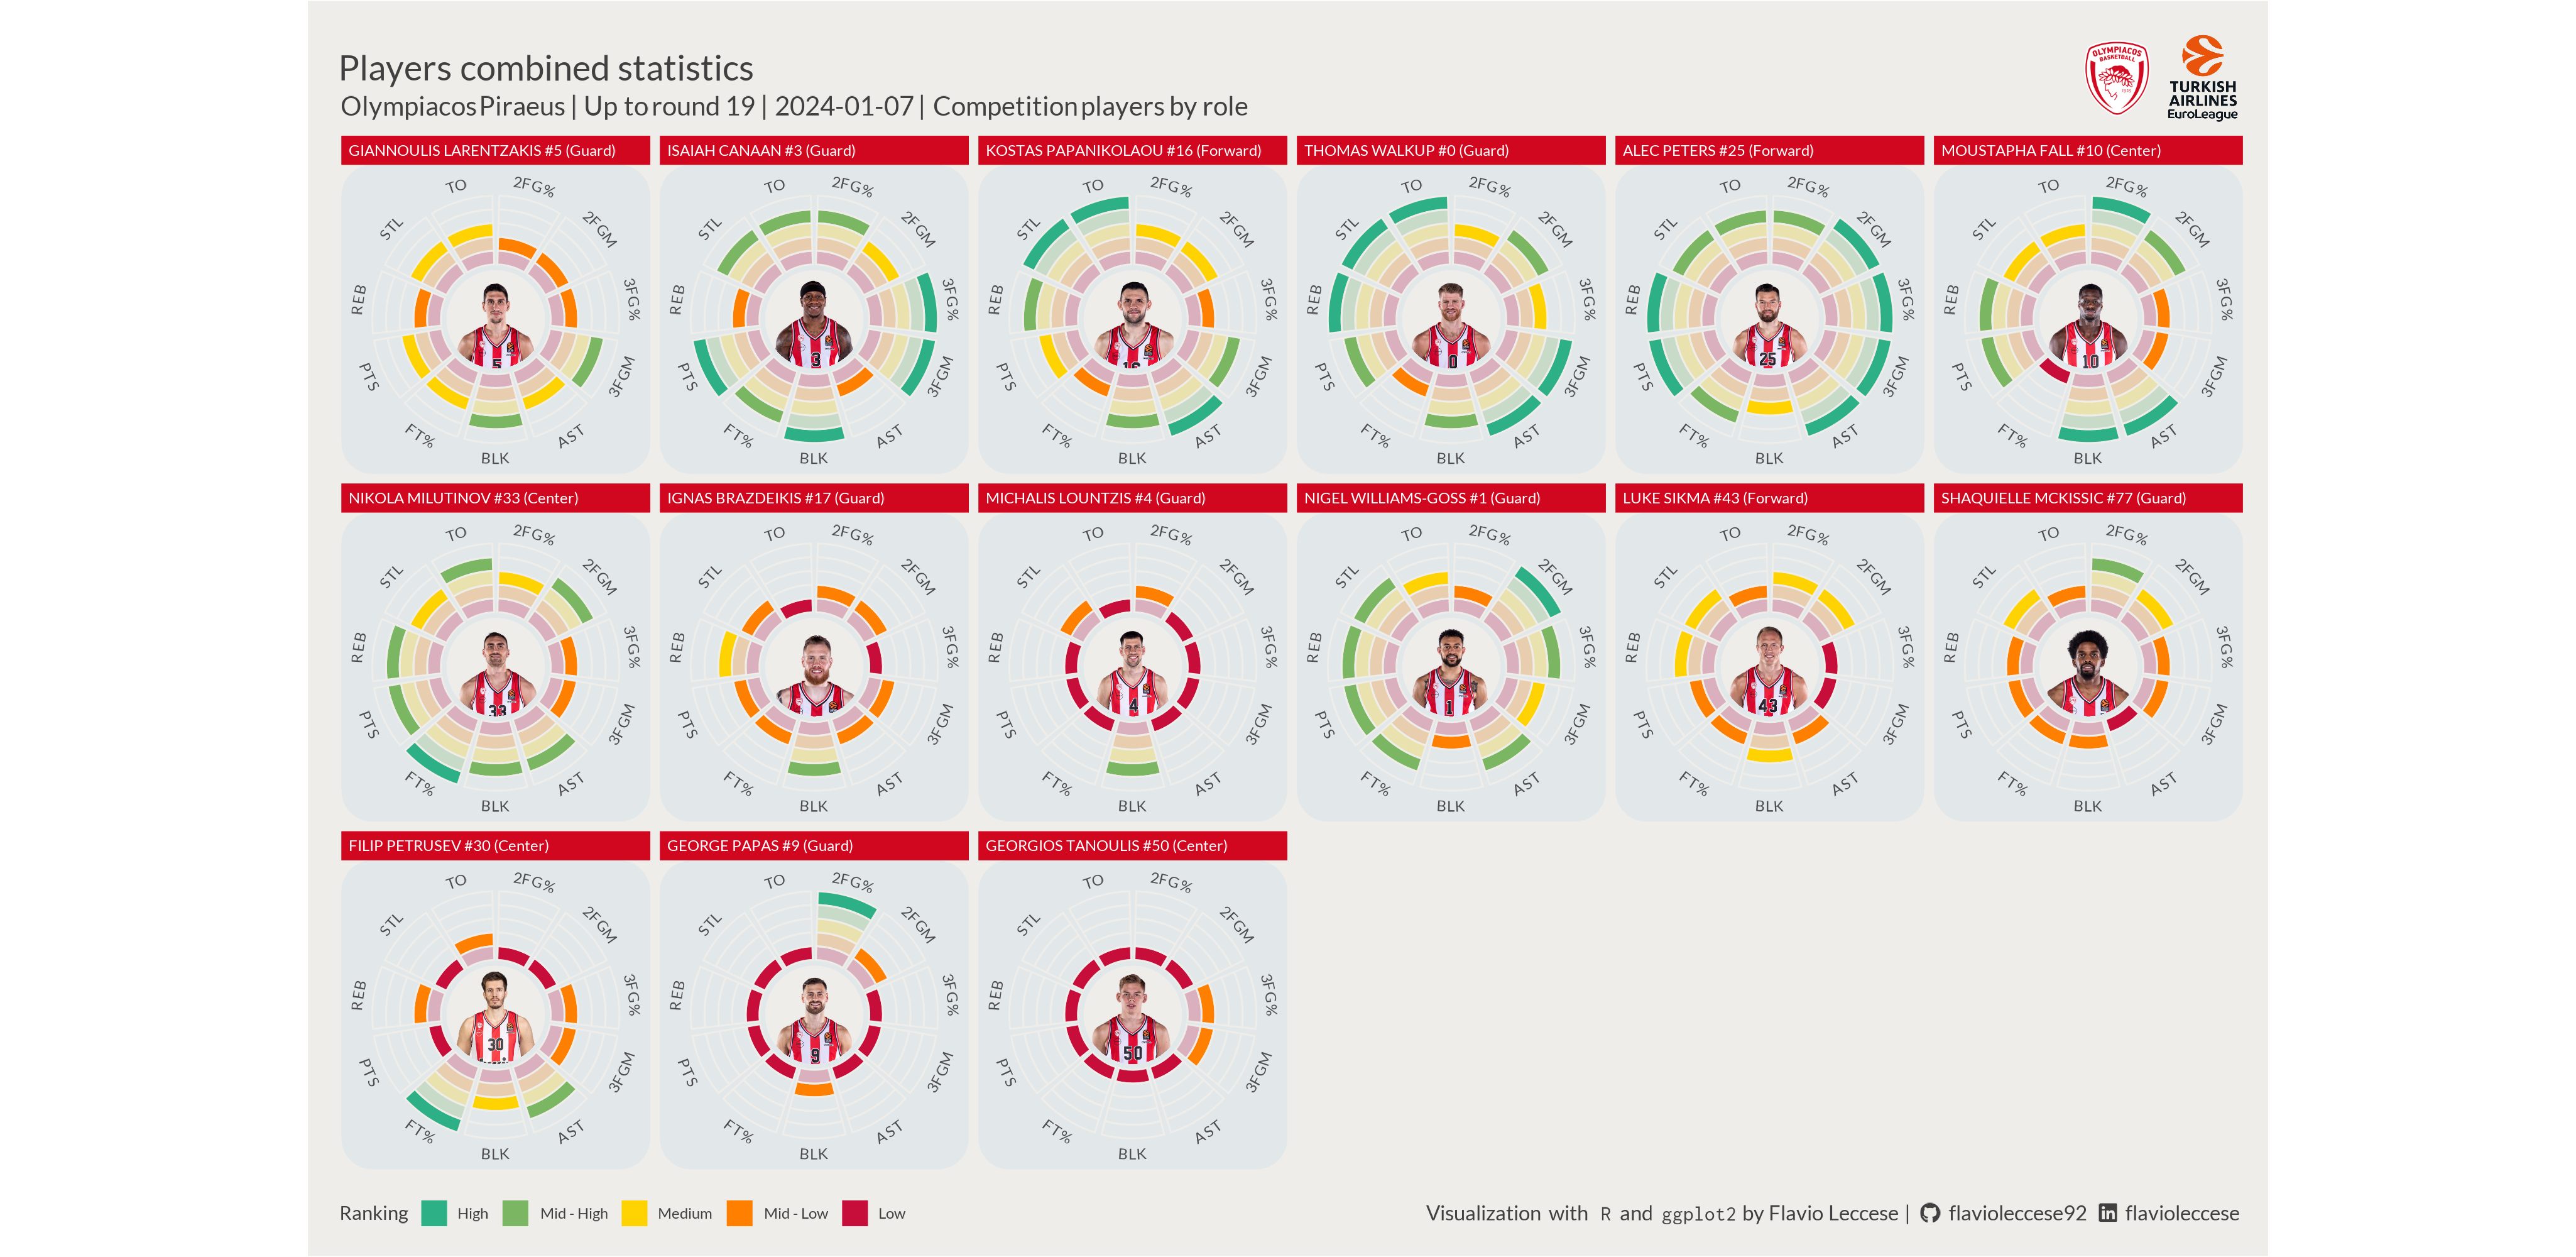 Players combined statistics
Olympiacos Piraeus | Up to round 19 | 2024-01-07 | Competition players by role
OLYMPIACOS
BASKETBALL
TURKISH
AIRLINES
EuroLeague
GIANNOULIS LARENTZAKIS #5 (Guard)
TO 2FG% 2FGM 3FG% 3FGM AST BLK FT% PTS REB STL
5
ISAIAH CANAAN #3 (Guard)
TO 2FG% 2FGM 3FG% 3FGM AST BLK FT% PTS REB STL
3
KOSTAS PAPANIKOLAOU #16 (Forward)
TO 2FG% 2FGM 3FG% 3FGM AST BLK FT% PTS REB STL
16
THOMAS WALKUP #0 (Guard)
TO 2FG% 2FGM 3FG% 3FGM AST BLK FT% PTS REB STL
0
ALEC PETERS #25 (Forward)
TO 2FG% 2FGM 3FG% 3FGM AST BLK FT% PTS REB STL
25
MOUSTAPHA FALL #10 (Center)
TO 2FG% 2FGM 3FG% 3FGM AST BLK FT% PTS REB STL
10
NIKOLA MILUTINOV #33 (Center)
TO 2FG% 2FGM 3FG% 3FGM AST BLK FT% PTS REB STL
33
IGNAS BRAZDEIKIS #17 (Guard)
TO 2FG% 2FGM 3FG% 3FGM AST BLK FT% PTS REB STL
MICHALIS LOUNTZIS #4 (Guard)
TO 2FG% 2FGM 3FG% 3FGM AST BLK FT% PTS REB STL
4
NIGEL WILLIAMS-GOSS #1 (Guard)
TO 2FG% 2FGM 3FG% 3FGM AST BLK FT% PTS REB STL
1
LUKE SIKMA #43 (Forward)
TO 2FG% 2FGM 3FG% 3FGM AST BLK FT% PTS REB STL
43
SHAQUIELLE MCKISSIC #77 (Guard)
TO 2FG% 2FGM 3FG% 3FGM AST BLK FT% PTS REB STL
FILIP PETRUSEV #30 (Center)
TO 2FG% 2FGM 3FG% 3FGM AST BLK FT% PTS REB STL
30
GEORGE PAPAS #9 (Guard)
TO 2FG% 2FGM 3FG% 3FGM AST BLK FT% PTS REB STL
9
GEORGIOS TANOULIS #50 (Center)
TO 2FG% 2FGM 3FG% 3FGM AST BLK FT% PTS REB STL
50
Ranking High Mid - High Medium Mid - Low Low
Visualization with R and ggplot2 by Flavio Leccese | flavioleccese92 flavioleccese